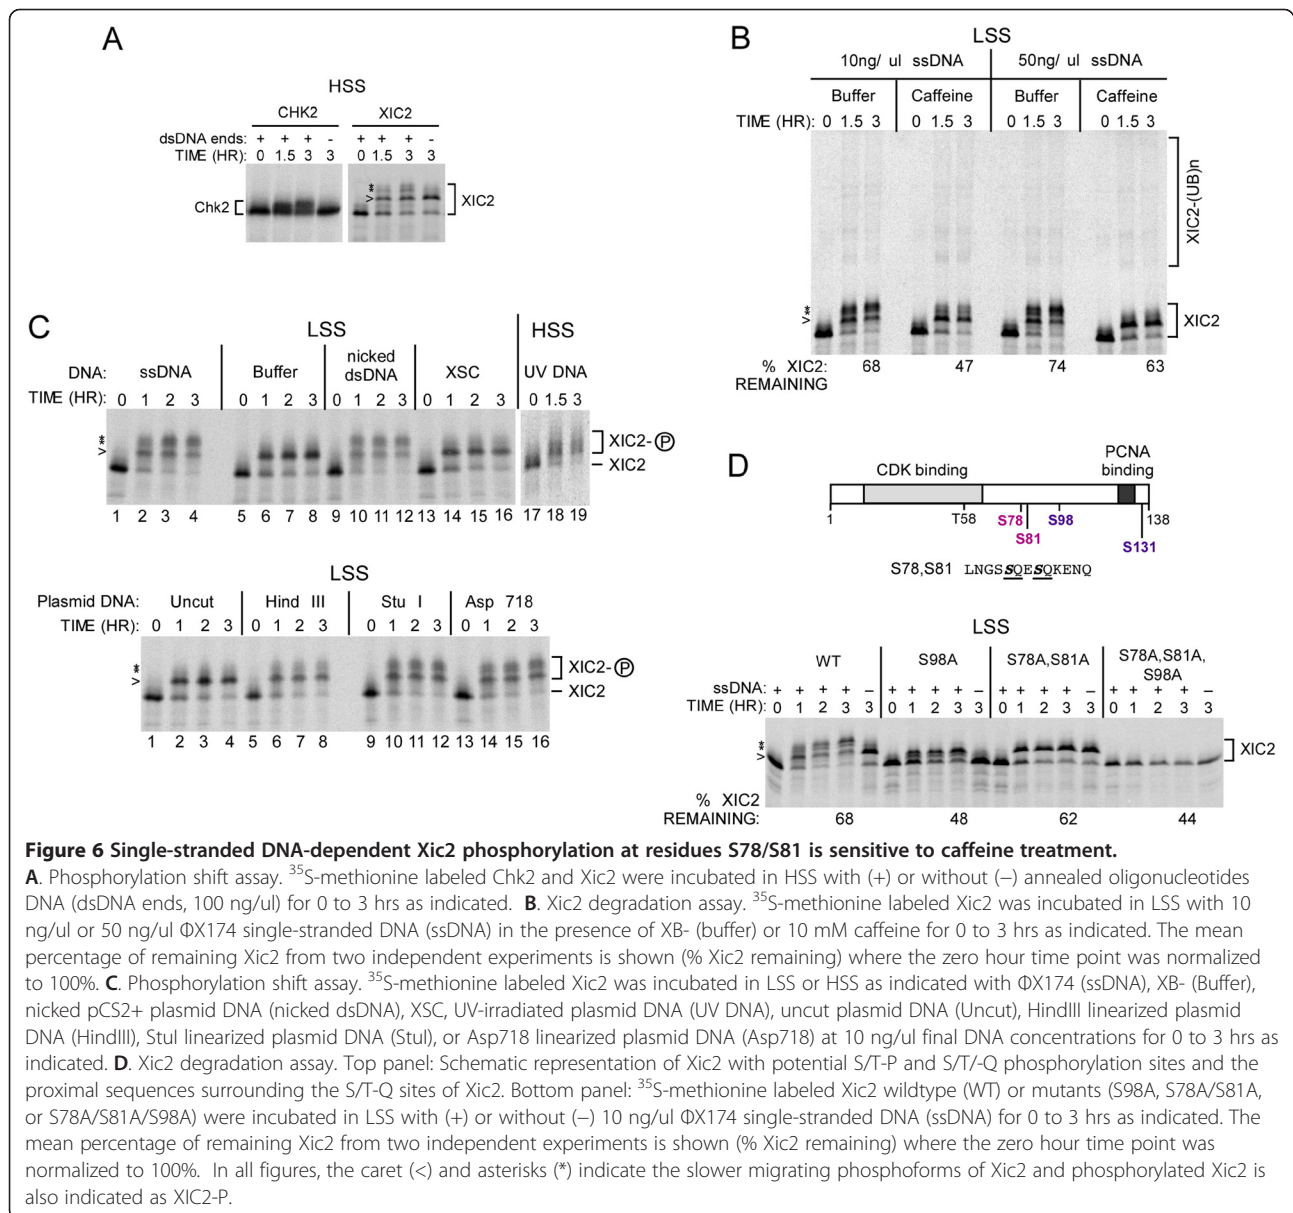 A
HSS
CHK2 XIC2
dsDNA ends: + + + - + + + -
TIME (HR): 0 1.5 3 3 0 1.5 3 3
Chk2
**
>
XIC2
B
LSS
10ng/ ul ssDNA 50ng/ ul ssDNA
Buffer Caffeine Buffer Caffeine
TIME (HR): 0 1.5 3 0 1.5 3 0 1.5 3 0 1.5 3
XIC2-(UB)n
**
>
XIC2
% XIC2: 68 47 74 63
REMAINING
C
LSS HSS
DNA: ssDNA Buffer nicked dsDNA XSC UV DNA
TIME (HR): 0 1 2 3 0 1 2 3 0 1 2 3 0 1 2 3 0 1.5 3
**
>
XIC2-Ⓟ
XIC2
1 2 3 4 5 6 7 8 9 10 11 12 13 14 15 16 17 18 19
LSS
Plasmid DNA: Uncut Hind III Stu I Asp 718
TIME (HR): 0 1 2 3 0 1 2 3 0 1 2 3 0 1 2 3
*
>
XIC2-Ⓟ
XIC2
1 2 3 4 5 6 7 8 9 10 11 12 13 14 15 16
D
CDK binding PCNA binding
1 T58 S78 S81 S98 S131 138
S78,S81 LNGSSQESQKENQ
LSS
WT S98A S78A,S81A S78A,S81A, S98A
ssDNA: + + + + − + + + + − + + + + − + + + + −
TIME (HR): 0 1 2 3 3 0 1 2 3 3 0 1 2 3 3 0 1 2 3 3
**
>
XIC2
% XIC2
REMAINING: 68 48 62 44
Figure 6 Single-stranded DNA-dependent Xic2 phosphorylation at residues S78/S81 is sensitive to caffeine treatment.
A. Phosphorylation shift assay. ³⁵S-methionine labeled Chk2 and Xic2 were incubated in HSS with (+) or without (−) annealed oligonucleotides
DNA (dsDNA ends, 100 ng/ul) for 0 to 3 hrs as indicated. B. Xic2 degradation assay. ³⁵S-methionine labeled Xic2 was incubated in LSS with 10
ng/ul or 50 ng/ul ΦX174 single-stranded DNA (ssDNA) in the presence of XB- (buffer) or 10 mM caffeine for 0 to 3 hrs as indicated. The mean
percentage of remaining Xic2 from two independent experiments is shown (% Xic2 remaining) where the zero hour time point was normalized
to 100%. C. Phosphorylation shift assay. ³⁵S-methionine labeled Xic2 was incubated in LSS or HSS as indicated with ΦX174 (ssDNA), XB- (Buffer),
nicked pCS2+ plasmid DNA (nicked dsDNA), XSC, UV-irradiated plasmid DNA (UV DNA), uncut plasmid DNA (Uncut), HindIII linearized plasmid
DNA (HindIII), StuI linearized plasmid DNA (StuI), or Asp718 linearized plasmid DNA (Asp718) at 10 ng/ul final DNA concentrations for 0 to 3 hrs as
indicated. D. Xic2 degradation assay. Top panel: Schematic representation of Xic2 with potential S/T-P and S/T/-Q phosphorylation sites and the
proximal sequences surrounding the S/T-Q sites of Xic2. Bottom panel: ³⁵S-methionine labeled Xic2 wildtype (WT) or mutants (S98A, S78A/S81A,
or S78A/S81A/S98A) were incubated in LSS with (+) or without (−) 10 ng/ul ΦX174 single-stranded DNA (ssDNA) for 0 to 3 hrs as indicated. The
mean percentage of remaining Xic2 from two independent experiments is shown (% Xic2 remaining) where the zero hour time point was
normalized to 100%. In all figures, the caret (<) and asterisks (*) indicate the slower migrating phosphoforms of Xic2 and phosphorylated Xic2 is
also indicated as XIC2-P.